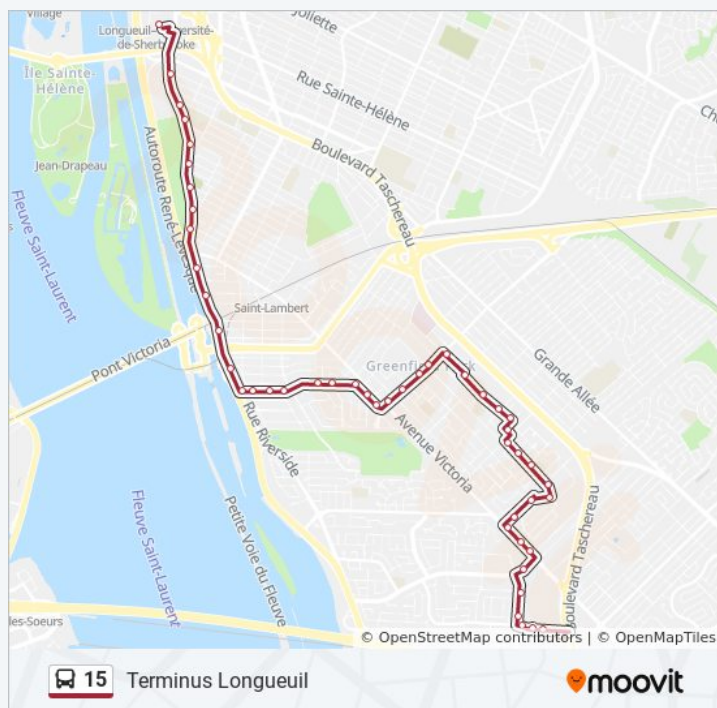 Village
joliette
Longueuil–Université-
de-Sherbrooke
Île Sainte-
Hélène
Rue Sainte-Hélène
Jean-Drapeau
Autoroute René-Lévesque
Boulevard Taschereau
Fleuve Saint-Laurent
Saint-Lambert
Pont Victoria
Greenfield Park
Grande Allée
Rue Riverside
Avenue Victoria
Fleuve Saint-Laurent
Petite Voie du Fleuve
Boulevard Taschereau
les-Soeurs
© OpenStreetMap contributors | © OpenMapTiles
15 Terminus Longueuil
moovit